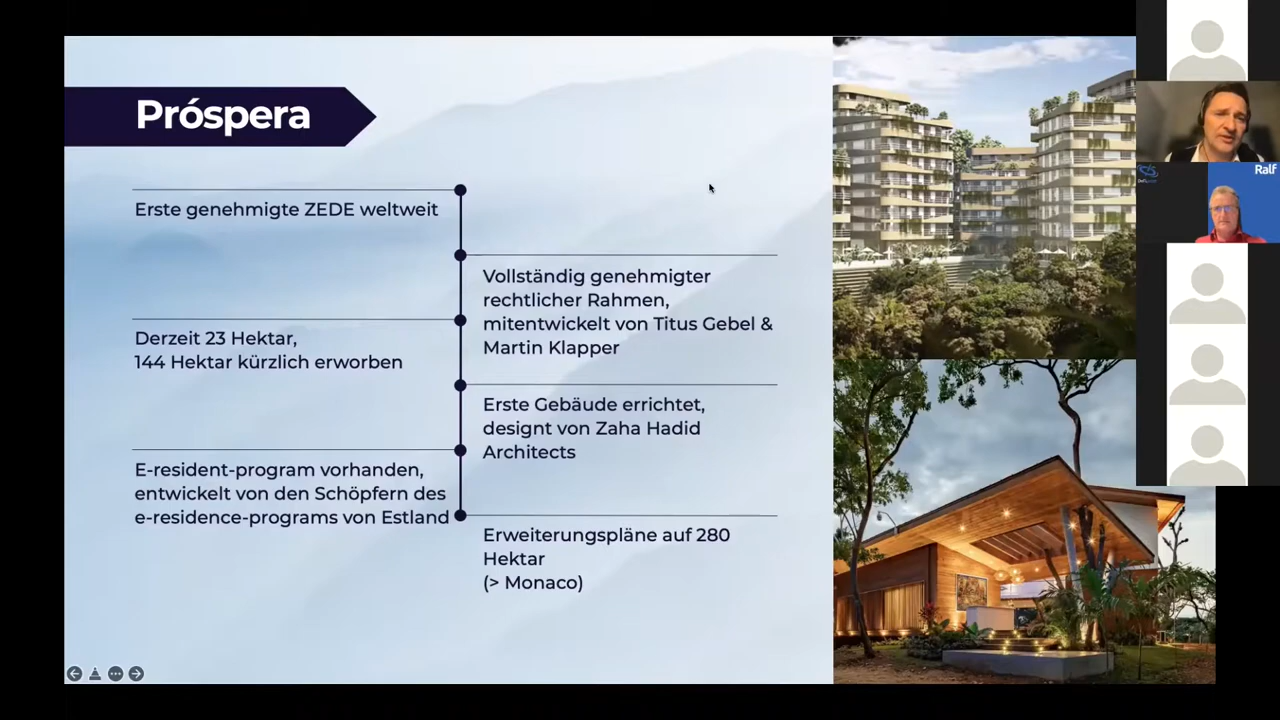 Próspera
Erste genehmigte ZEDE weltweit
Vollständig genehmigter
rechtlicher Rahmen,
mitentwickelt von Titus Gebel &
Martin Klapper
Derzeit 23 Hektar,
144 Hektar kürzlich erworben
Erste Gebäude errichtet,
designt von Zaha Hadid
Architects
E-resident-program vorhanden,
entwickelt von den Schöpfern des
e-residence-programs von Estland
Erweiterungspläne auf 280
Hektar
(> Monaco)
Ralf